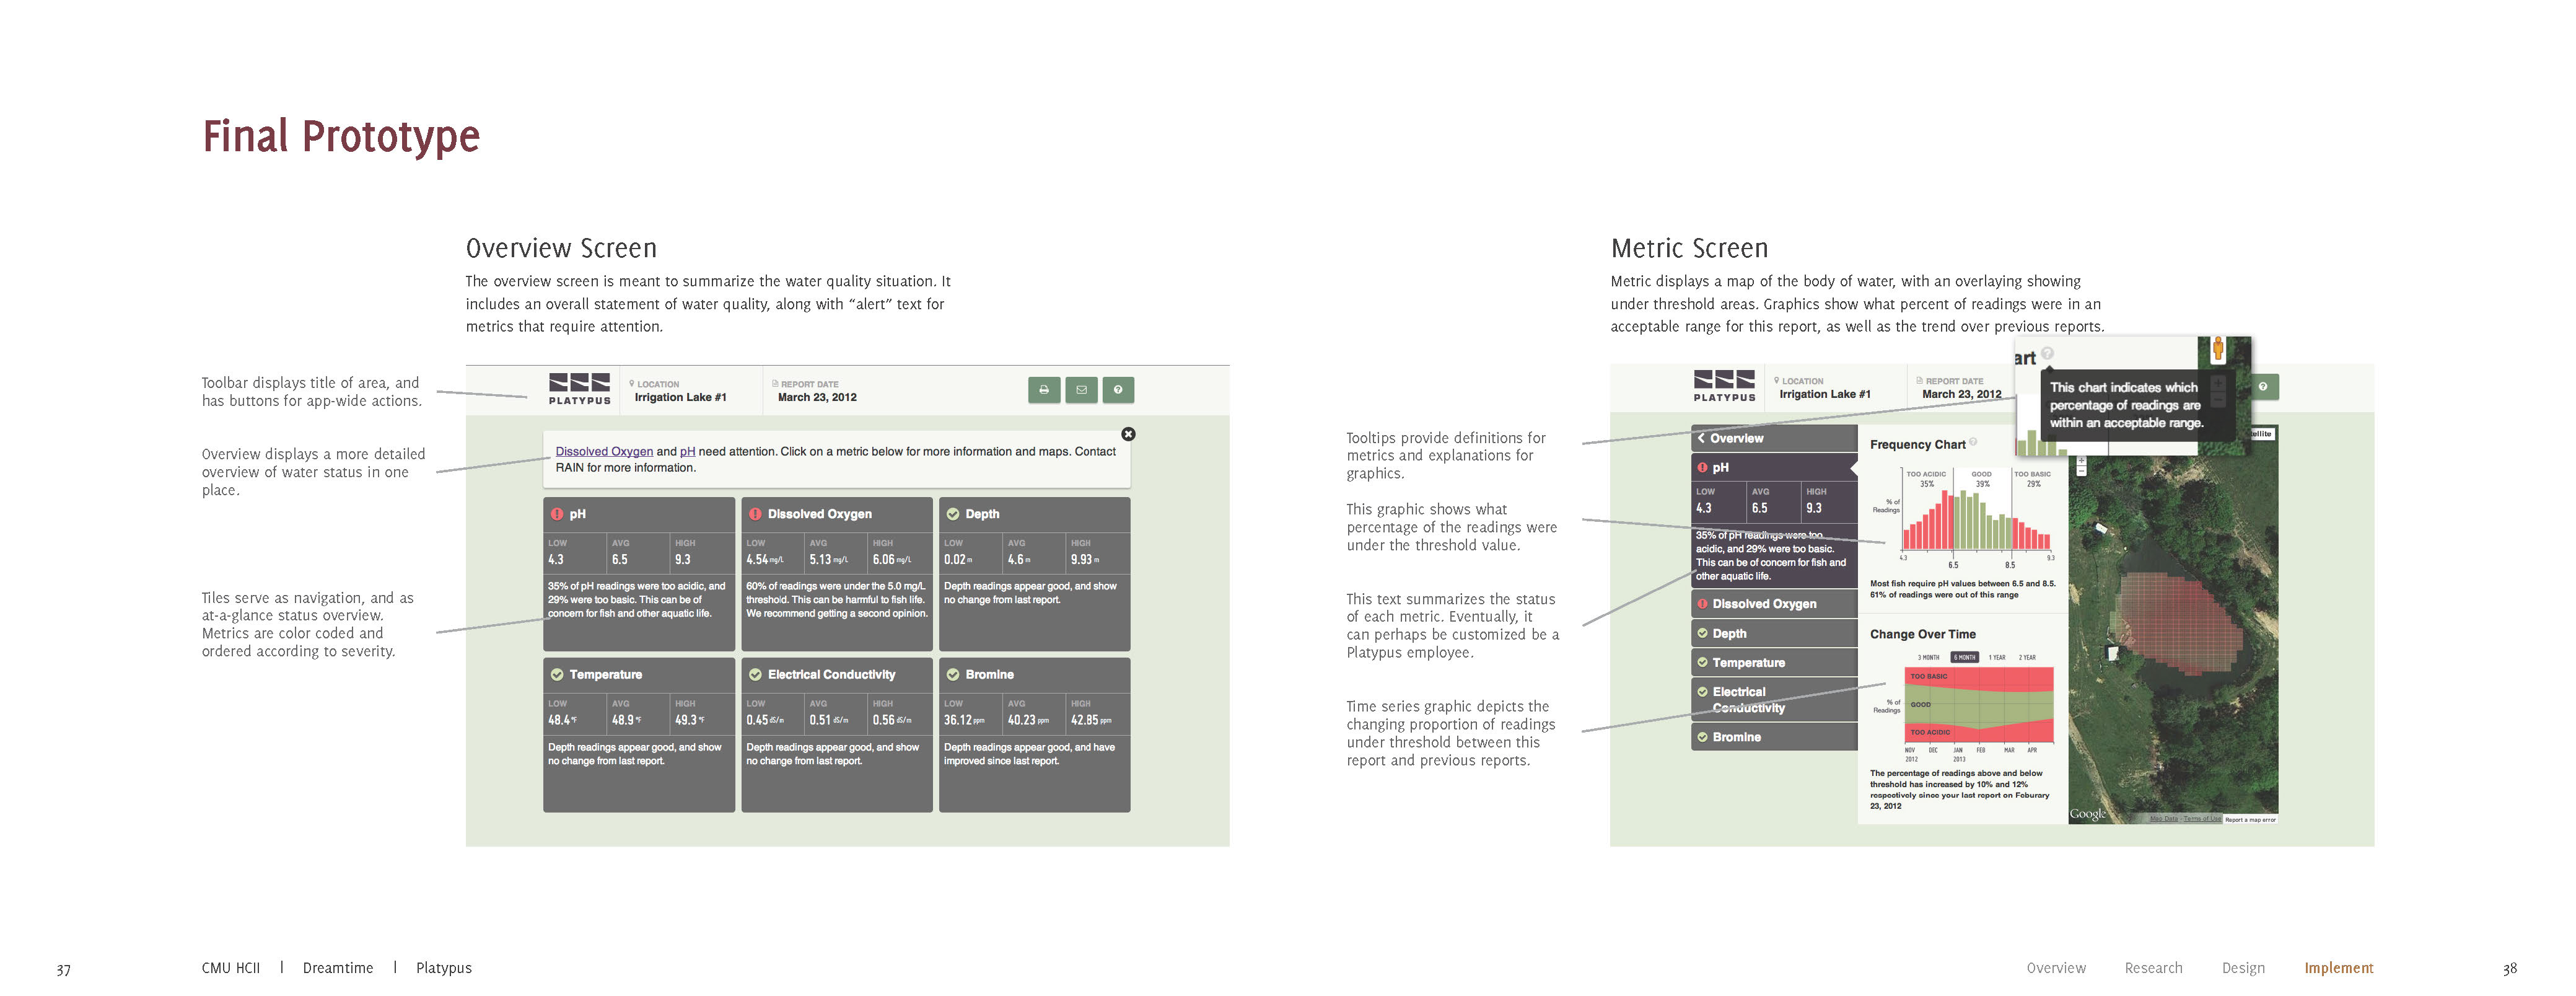 Final Prototype
Overview Screen
The overview screen is meant to summarize the water quality situation. It
includes an overall statement of water quality, along with “alert” text for
metrics that require attention.
Toolbar displays title of area, and
has buttons for app-wide actions.
Overview displays a more detailed
overview of water status in one
place.
Tiles serve as navigation, and as
at-a-glance status overview.
Metrics are color coded and
ordered according to severity.
PLATYPUS
LOCATION
Irrigation Lake #1
REPORT DATE
March 23, 2012
Dissolved Oxygen and pH need attention. Click on a metric below for more information and maps. Contact
RAIN for more information.
pH
LOW AVG HIGH
4.3 6.5 9.3
35% of pH readings were too acidic, and
29% were too basic. This can be of
concern for fish and other aquatic life.
Dissolved Oxygen
LOW AVG HIGH
4.54 mg/L 5.13 mg/L 6.06 mg/L
60% of readings were under the 5.0 mg/L
threshold. This can be harmful to fish life.
We recommend getting a second opinion.
Depth
LOW AVG HIGH
0.02 m 4.6 m 9.93 m
Depth readings appear good, and show
no change from last report.
Temperature
LOW AVG HIGH
48.4 °F 48.9 °F 49.3 °F
Depth readings appear good, and show
no change from last report.
Electrical Conductivity
LOW AVG HIGH
0.45 dS/m 0.51 dS/m 0.56 dS/m
Depth readings appear good, and show
no change from last report.
Bromine
LOW AVG HIGH
36.12 ppm 40.23 ppm 42.85 ppm
Depth readings appear good, and have
improved since last report.
37
CMU HCII | Dreamtime | Platypus
Metric Screen
Metric displays a map of the body of water, with an overlaying showing
under threshold areas. Graphics show what percent of readings were in an
acceptable range for this report, as well as the trend over previous reports.
Tooltips provide definitions for
metrics and explanations for
graphics.
This graphic shows what
percentage of the readings were
under the threshold value.
This text summarizes the status
of each metric. Eventually, it
can perhaps be customized be a
Platypus employee.
Time series graphic depicts the
changing proportion of readings
under threshold between this
report and previous reports.
PLATYPUS
LOCATION
Irrigation Lake #1
REPORT DATE
March 23, 2012
art
This chart indicates which
percentage of readings are
within an acceptable range.
ellite
Overview
pH
LOW AVG HIGH
4.3 6.5 9.3
35% of pH readings were too
acidic, and 29% were too basic.
This can be of concern for fish and
other aquatic life.
Dissolved Oxygen
Depth
Temperature
Electrical
Conductivity
Bromine
Frequency Chart
TOO ACIDIC GOOD TOO BASIC
35% 39% 29%
% of
Readings
4.3 9.3
6.5 8.5
Most fish require pH values between 6.5 and 8.5.
61% of readings were out of this range
Change Over Time
3 MONTH 6 MONTH 1 YEAR 2 YEAR
TOO BASIC
% of
Readings
GOOD
TOO ACIDIC
NOV DEC JAN FEB MAR APR
2012 2013
The percentage of readings above and below
threshold has increased by 10% and 12%
respectively since your last report on Feburary
23, 2012
Google
Map Data - Terms of Use Report a map error
Overview Research Design Implement
38